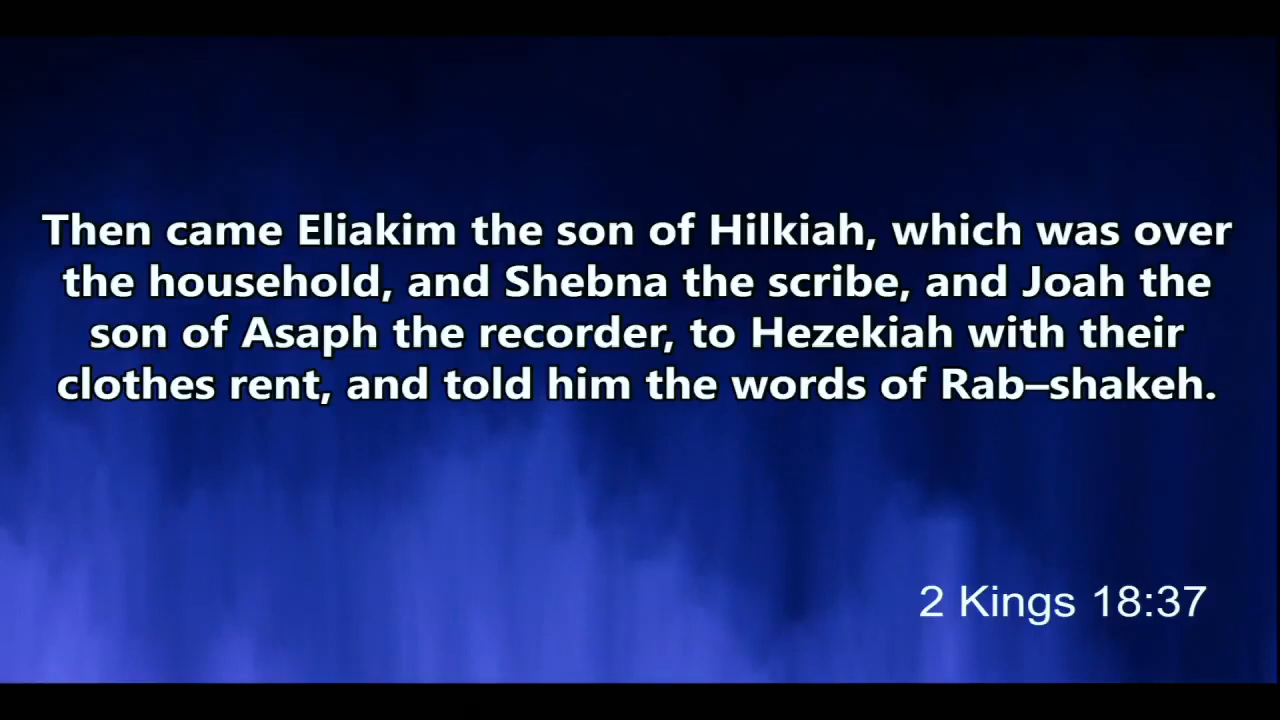 Then came Eliakim the son of Hilkiah, which was over
the household, and Shebna the scribe, and Joah the
son of Asaph the recorder, to Hezekiah with their
clothes rent, and told him the words of Rab–shakeh.
2 Kings 18:37